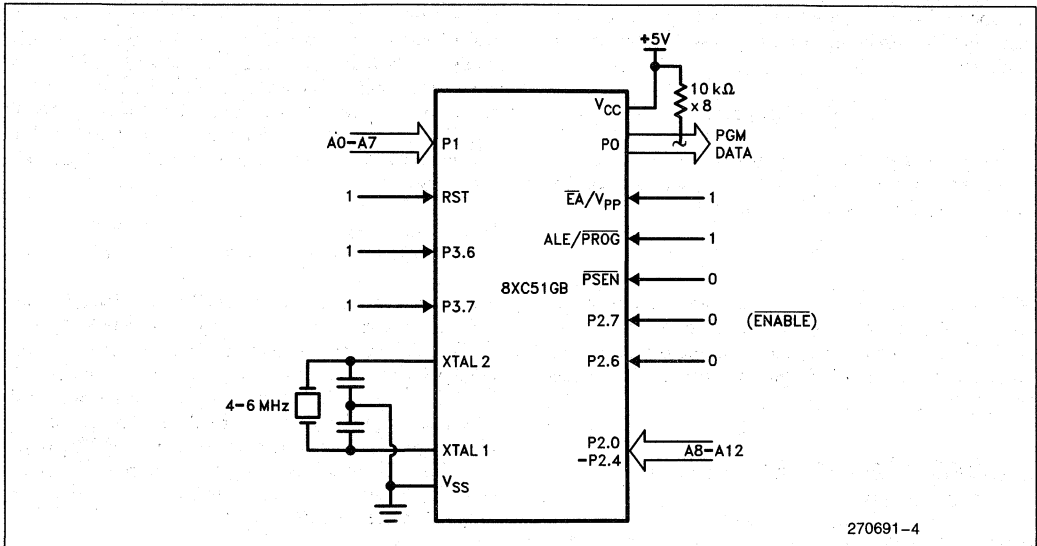 +5V
10 kΩ
x 8
VCC
A0–A7
P1
P0
PGM
DATA
1
RST
EA/VPP
1
ALE/PROG
1
1
P3.6
PSEN
0
8XC51GB
1
P3.7
P2.7
0
(ENABLE)
XTAL 2
P2.6
0
4–6 MHz
XTAL 1
P2.0
–P2.4
A8–A12
VSS
270691–4